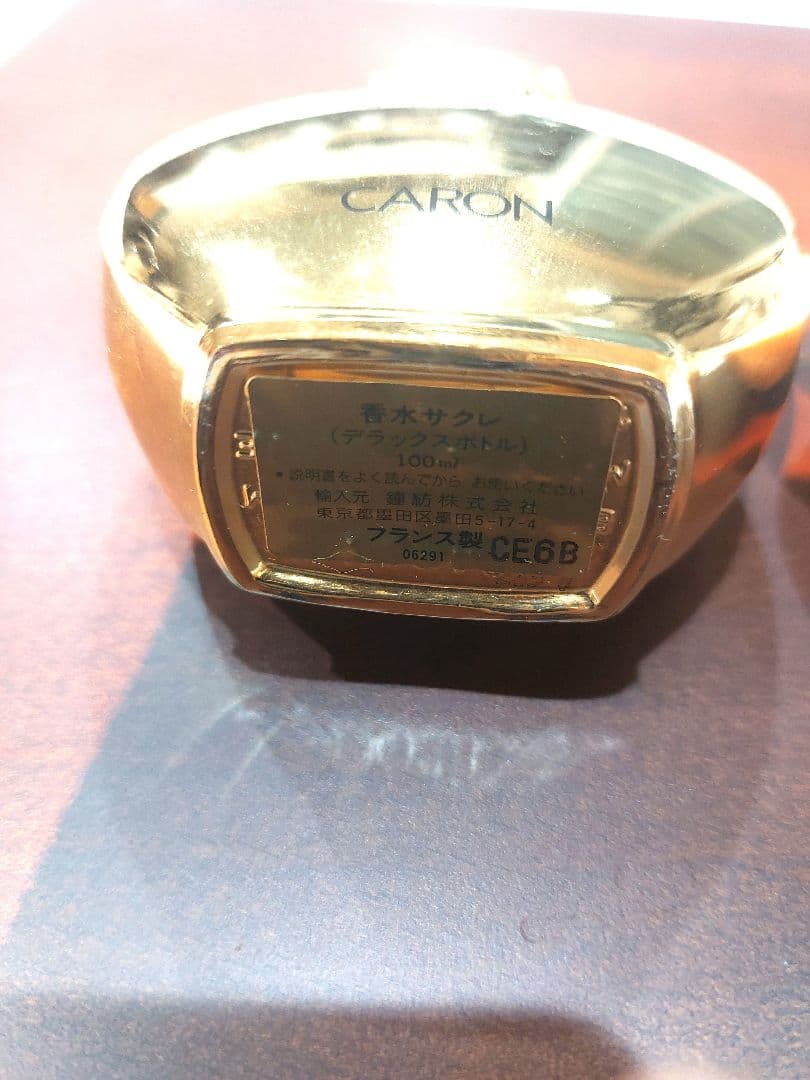 CARON
香水サクレ
(デラックスボトル)
100ml
● 説明書をよく読んでから お使いください
輸入元 鐘紡株式会社
東京都墨田区墨田5-17-4
フランス製 CE6B
06291